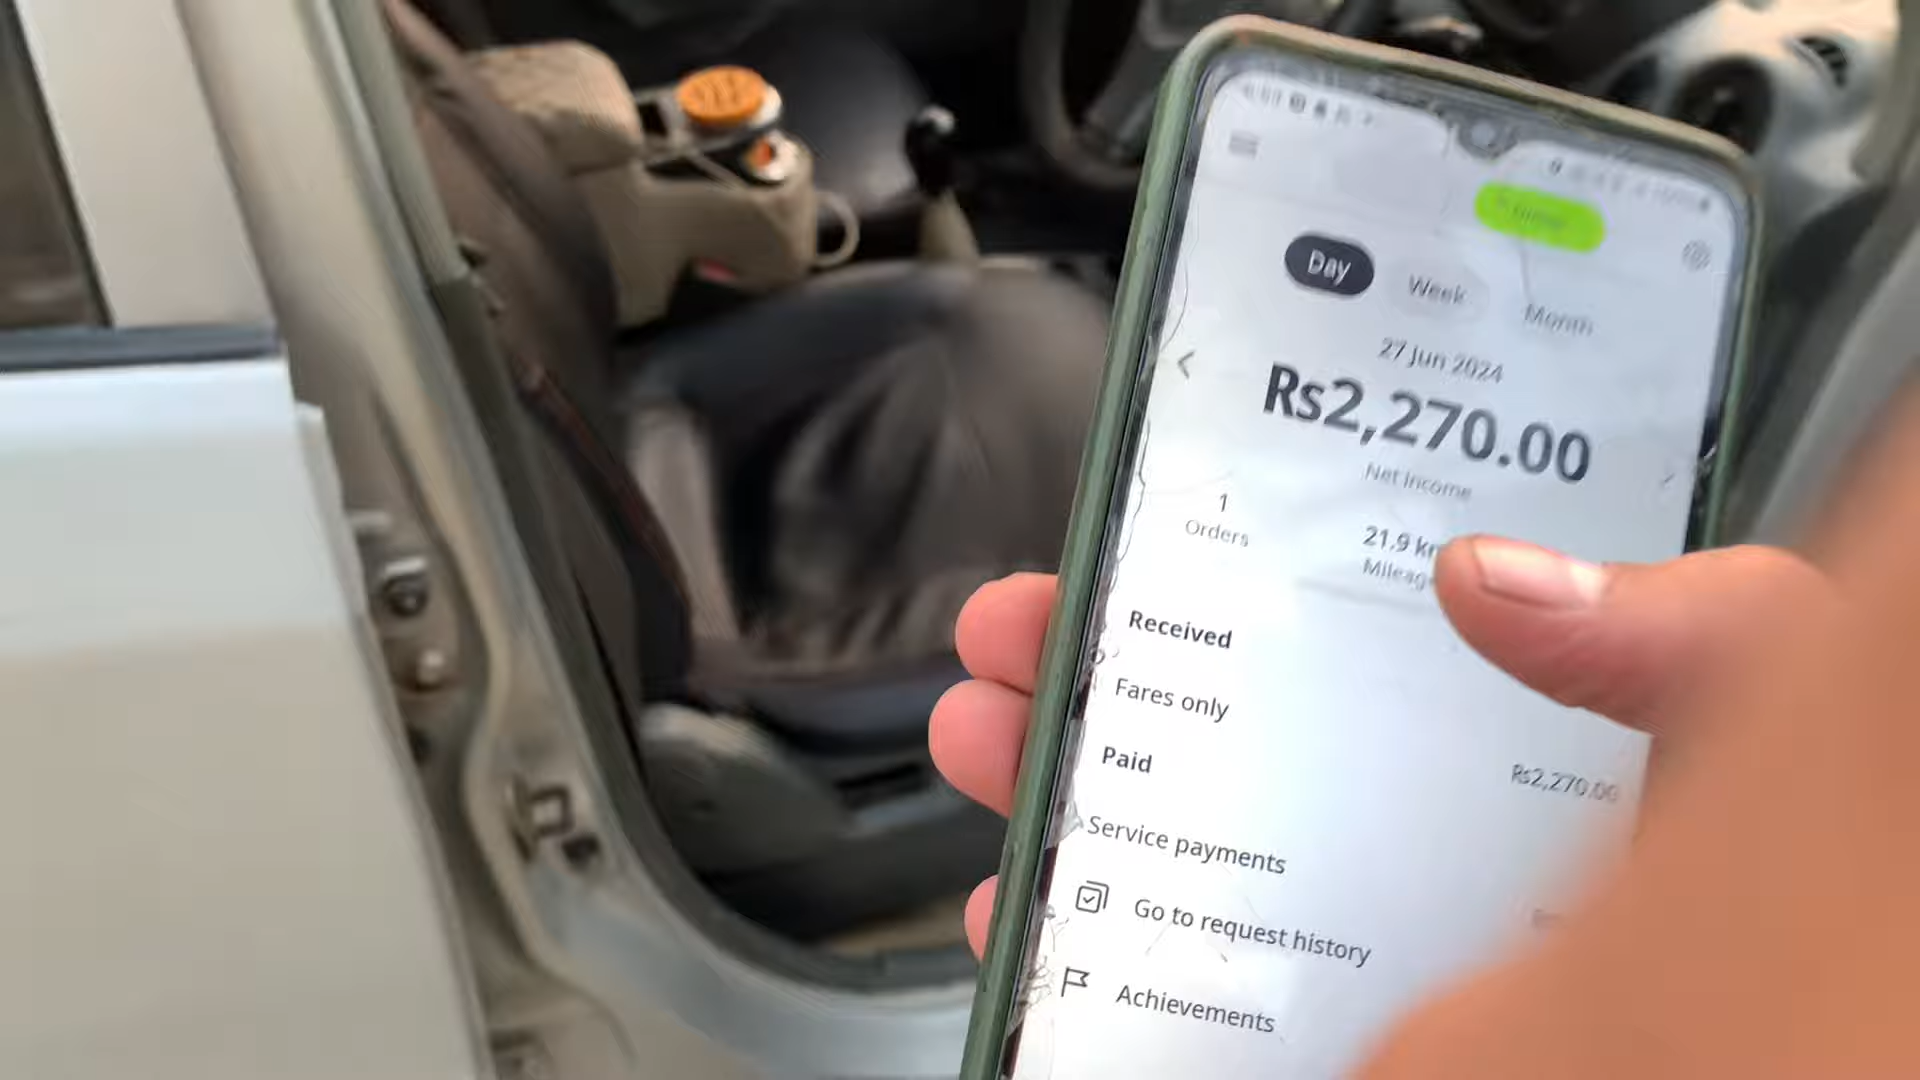 Day
Week
Month
27 Jun 2024
Rs2,270.00
Net income
1
Orders
21.9
Received
Fares only
Paid
Rs2,270.00
Service payments
Go to request history
Achievements